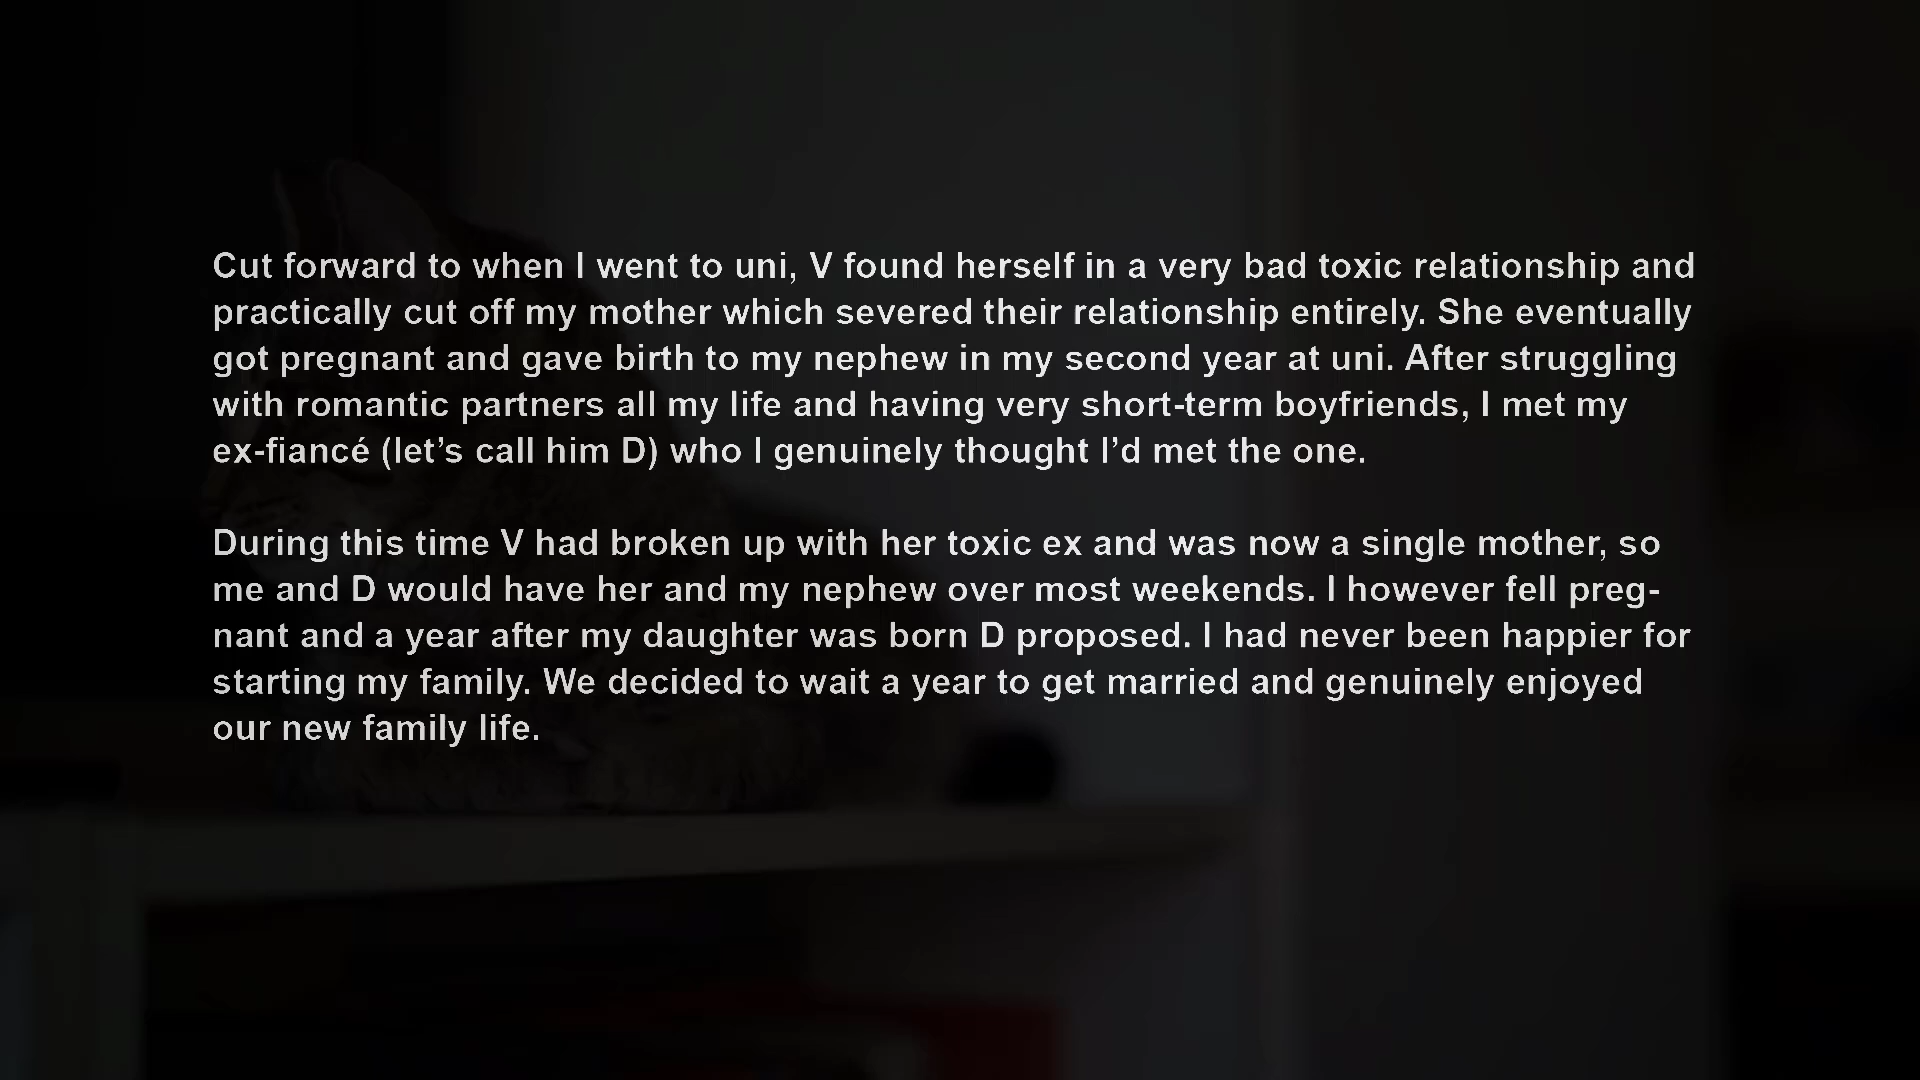 Cut forward to when I went to uni, V found herself in a very bad toxic relationship and
practically cut off my mother which severed their relationship entirely. She eventually
got pregnant and gave birth to my nephew in my second year at uni. After struggling
with romantic partners all my life and having very short-term boyfriends, I met my
ex-fiancé (let’s call him D) who I genuinely thought I’d met the one.
During this time V had broken up with her toxic ex and was now a single mother, so
me and D would have her and my nephew over most weekends. I however fell preg-
nant and a year after my daughter was born D proposed. I had never been happier for
starting my family. We decided to wait a year to get married and genuinely enjoyed
our new family life.